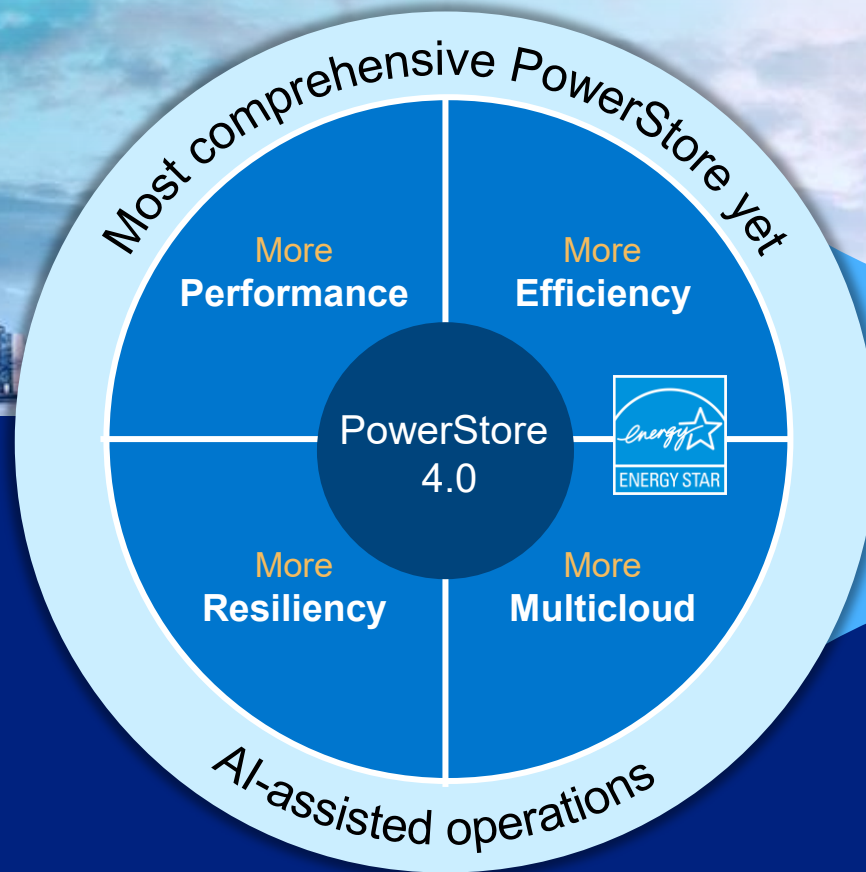 Most comprehensive PowerStore yet
More
Performance
More
Efficiency
PowerStore
4.0
energy
ENERGY STAR
More
Resiliency
More
Multicloud
AI-assisted operations